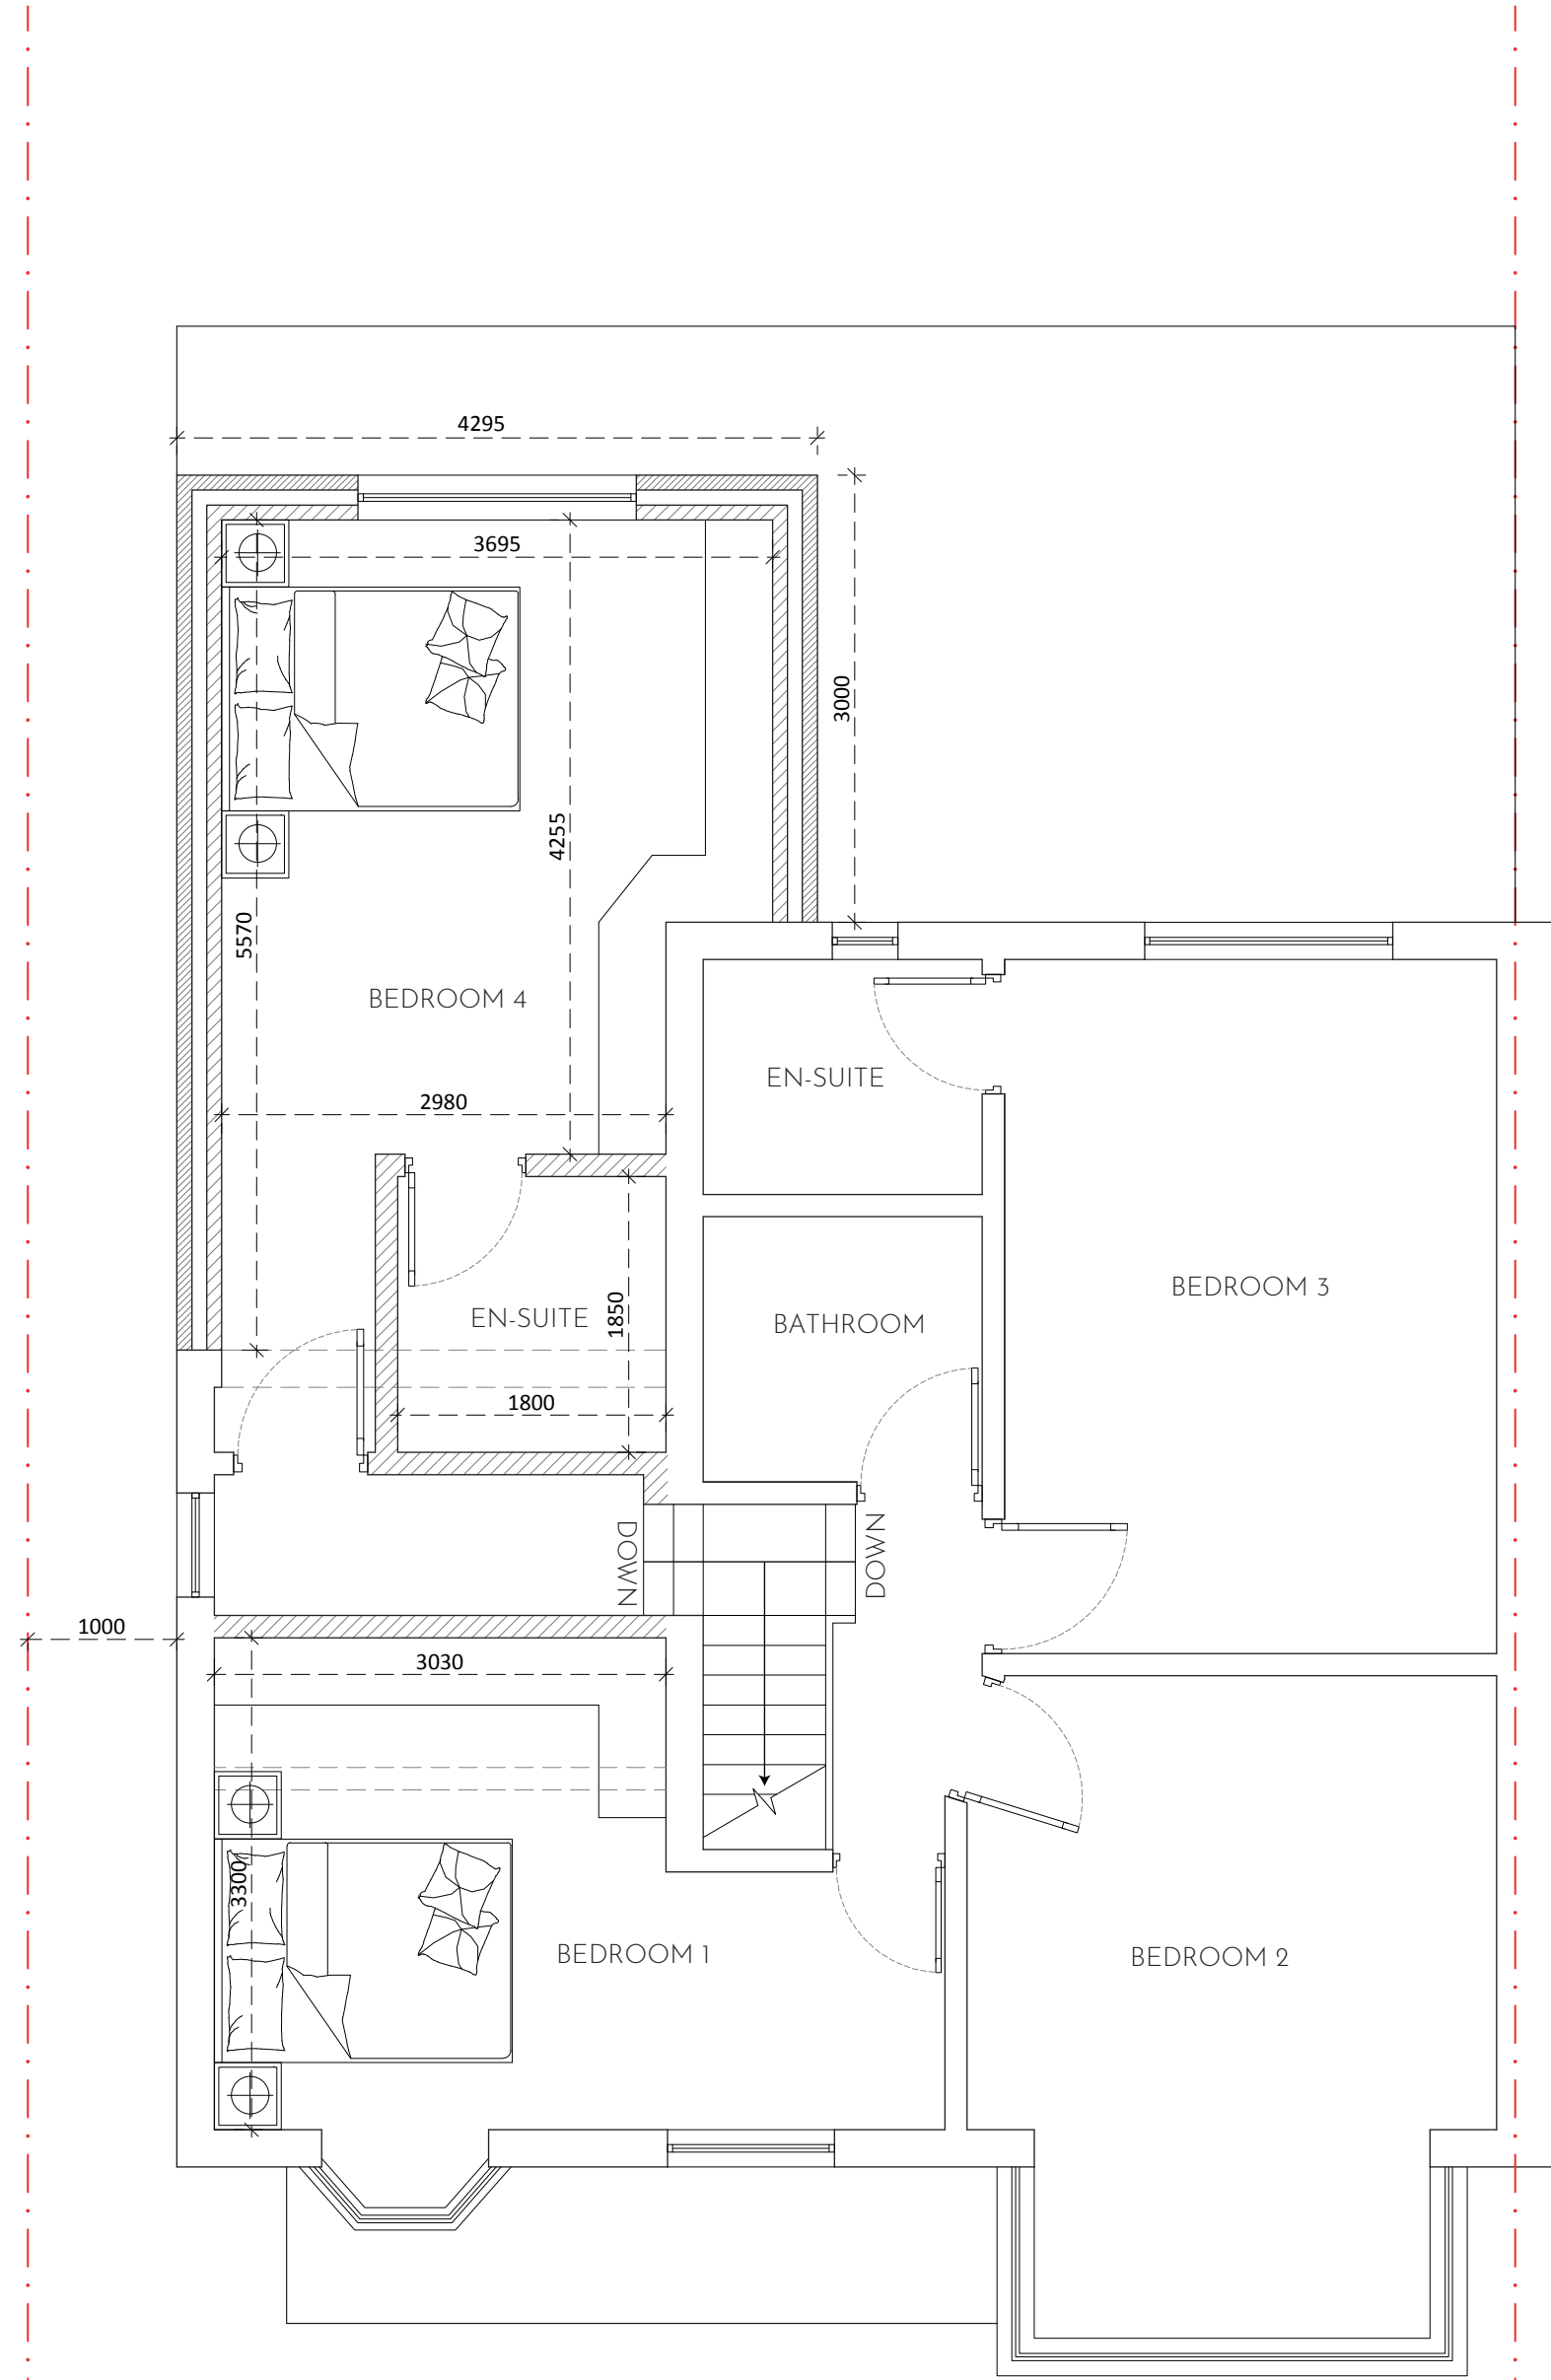 4295
3695
3000
4255
5570
BEDROOM 4
EN-SUITE
2980
BEDROOM 3
EN-SUITE
1850
BATHROOM
1800
DOWN
DOWN
1000
3030
3300
BEDROOM 1
BEDROOM 2